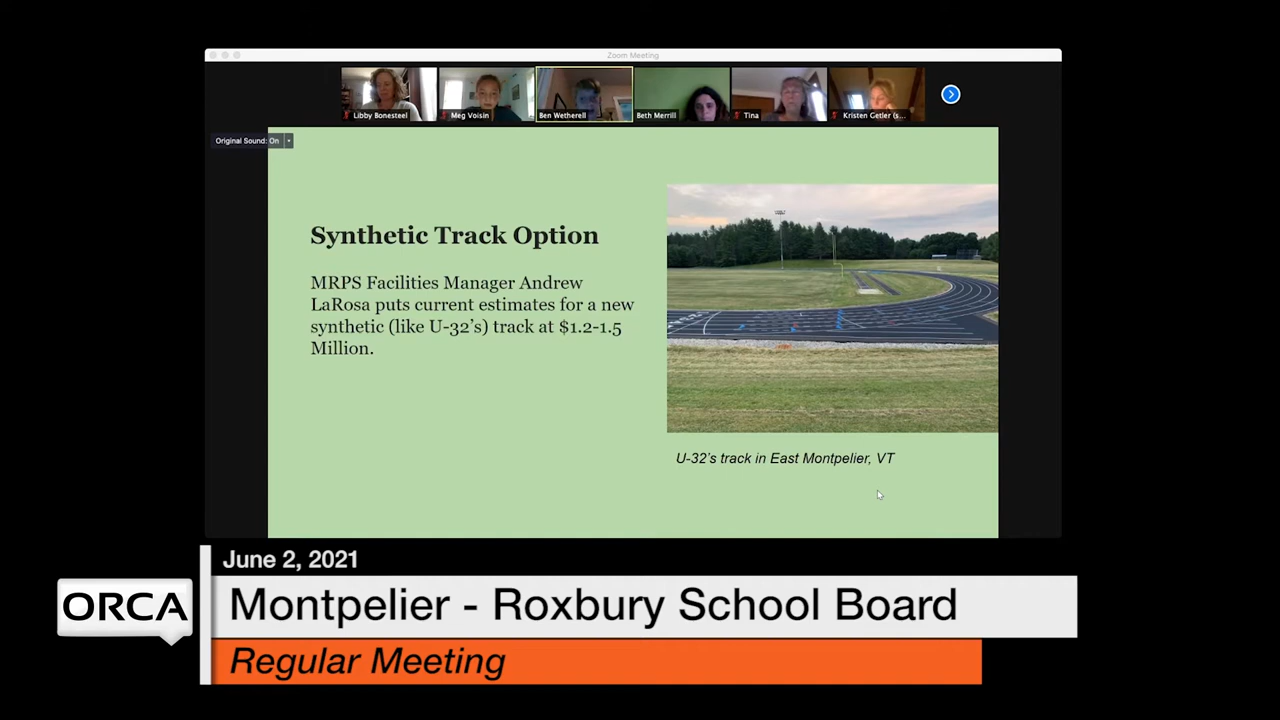 Zoom Meeting
Libby Bonesteel
Meg Voisin
Ben Wetherell
Beth Merrill
Tina
Kristen Getler (s...
Original Sound: On
Synthetic Track Option
MRPS Facilities Manager Andrew
LaRosa puts current estimates for a new
synthetic (like U-32's) track at $1.2-1.5
Million.
U-32's track in East Montpelier, VT
June 2, 2021
ORCA
Montpelier - Roxbury School Board
Regular Meeting